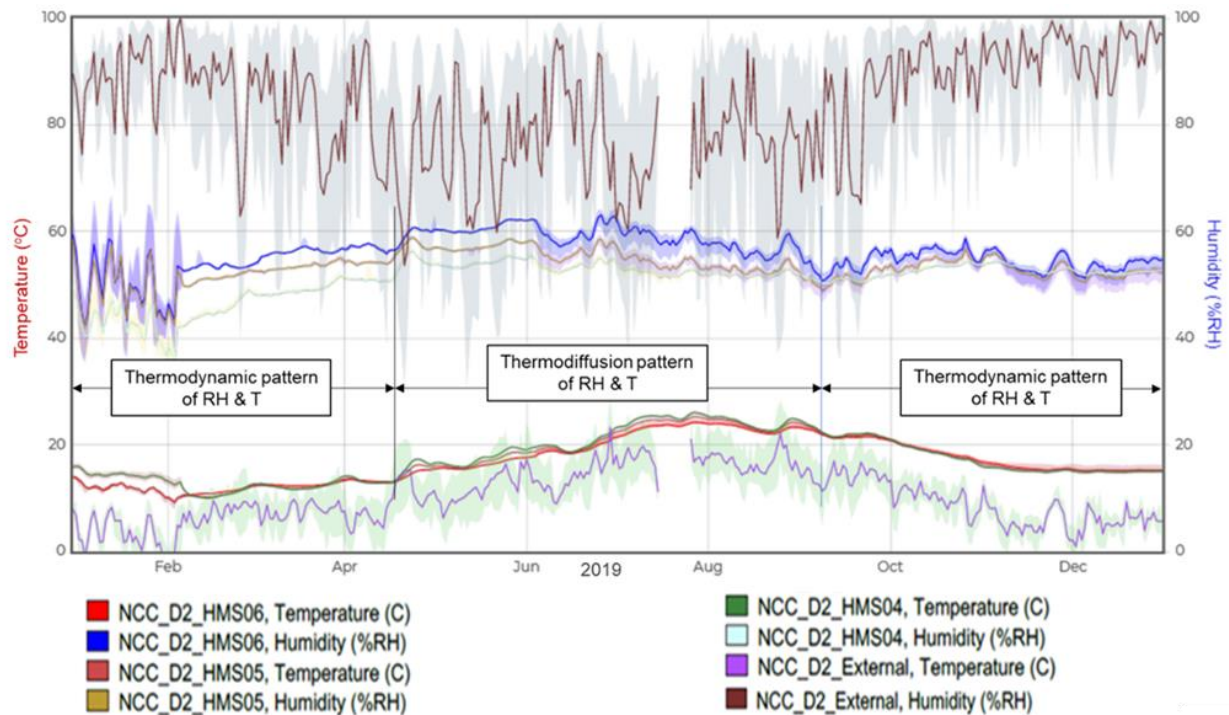 100
80
60
40
20
0
Temperature (°C)
100
80
60
40
20
0
Humidity (%RH)
Thermodynamic pattern
of RH & T
Thermodiffusion pattern
of RH & T
Thermodynamic pattern
of RH & T
Feb
Apr
Jun
2019
Aug
Oct
Dec
NCC_D2_HMS06, Temperature (C)
NCC_D2_HMS06, Humidity (%RH)
NCC_D2_HMS05, Temperature (C)
NCC_D2_HMS05, Humidity (%RH)
NCC_D2_HMS04, Temperature (C)
NCC_D2_HMS04, Humidity (%RH)
NCC_D2_External, Temperature (C)
NCC_D2_External, Humidity (%RH)